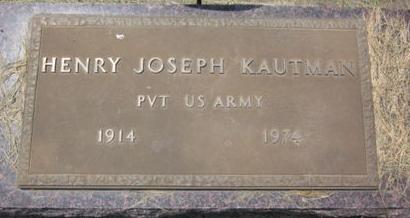 HENRY JOSEPH KAUTMAN
PVT US ARMY
1914 1974